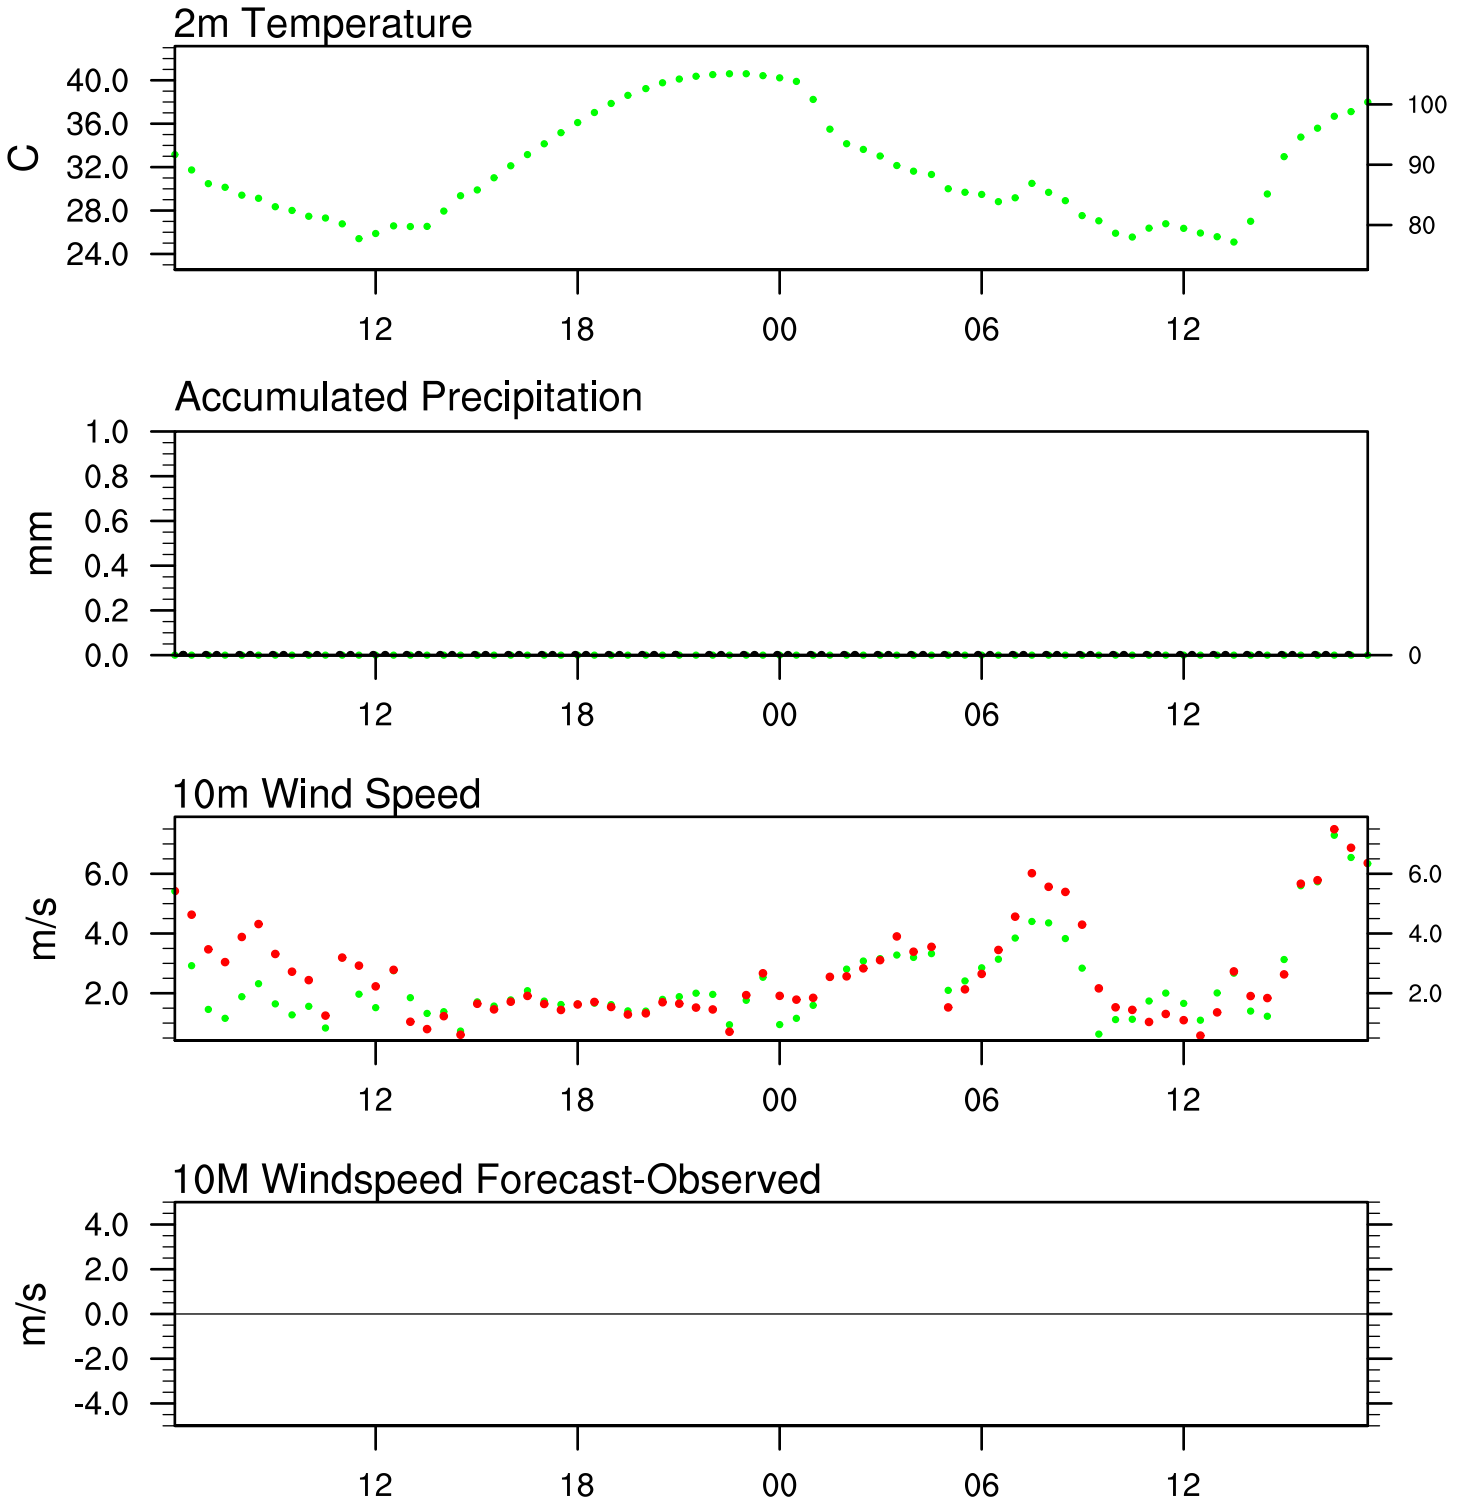 2m Temperature
C
40.0
36.0
32.0
28.0
24.0
100
90
80
12 18 00 06 12
Accumulated Precipitation
mm
1.0
0.8
0.6
0.4
0.2
0.0
0
12 18 00 06 12
10m Wind Speed
m/s
6.0
4.0
2.0
6.0
4.0
2.0
12 18 00 06 12
10M Windspeed Forecast-Observed
m/s
4.0
2.0
0.0
-2.0
-4.0
12 18 00 06 12